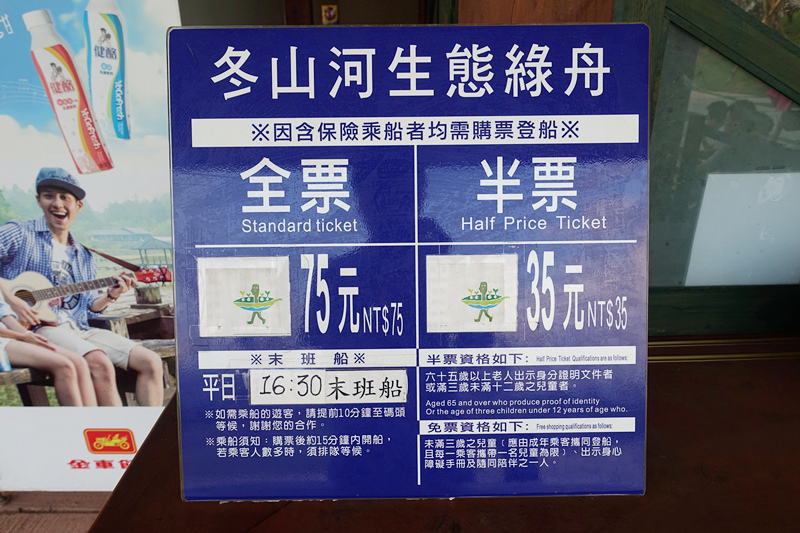 冬山河生態綠舟
※因含保險乘船者均需購票登船※
全票
Standard ticket
75元 NT$75
※末班船※
平日 16:30末班船
※如需乘船的遊客，請提前10分鐘至碼頭
等候，謝謝您的合作。
※乘船須知：購票後約15分鐘內開船，
若乘客人數多時，須排隊等候。
半票
Half Price Ticket
35元 NT$35
半票資格如下： Half Price Ticket Qualifications are as follows:
六十五歲以上老人出示身分證明文件者
或滿三歲未滿十二之兒童者。
Aged 65 and over who produce proof of identity
Or the age of three children under 12 years of age who.
免票資格如下： Free shopping qualifications as follows:
未滿三歲之兒童﹝應由成年乘客共同登船，
且每一乘客攜帶一名兒童為限﹞、出示身心
障礙手冊及隨同陪伴之一人。
健酪
健酪
YoGoFresh
金車